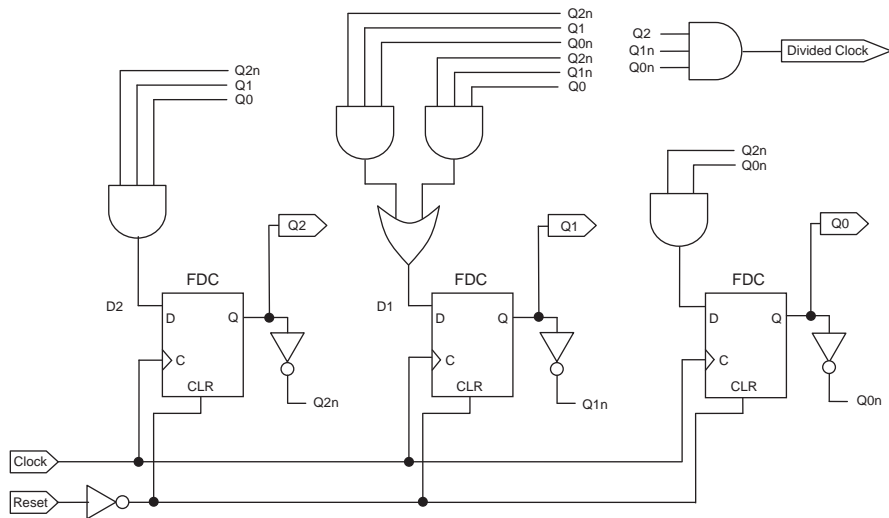 Q2n
Q1
Q0n
Q2n
Q1n
Q0
Q2
Q1n
Q0n
Divided Clock
Q2n
Q1
Q0
Q2n
Q0n
Q2
Q1
Q0
FDC
FDC
FDC
D2
D
Q
D1
D
Q
D
Q
C
C
C
CLR
CLR
CLR
Q2n
Q1n
Q0n
Clock
Reset